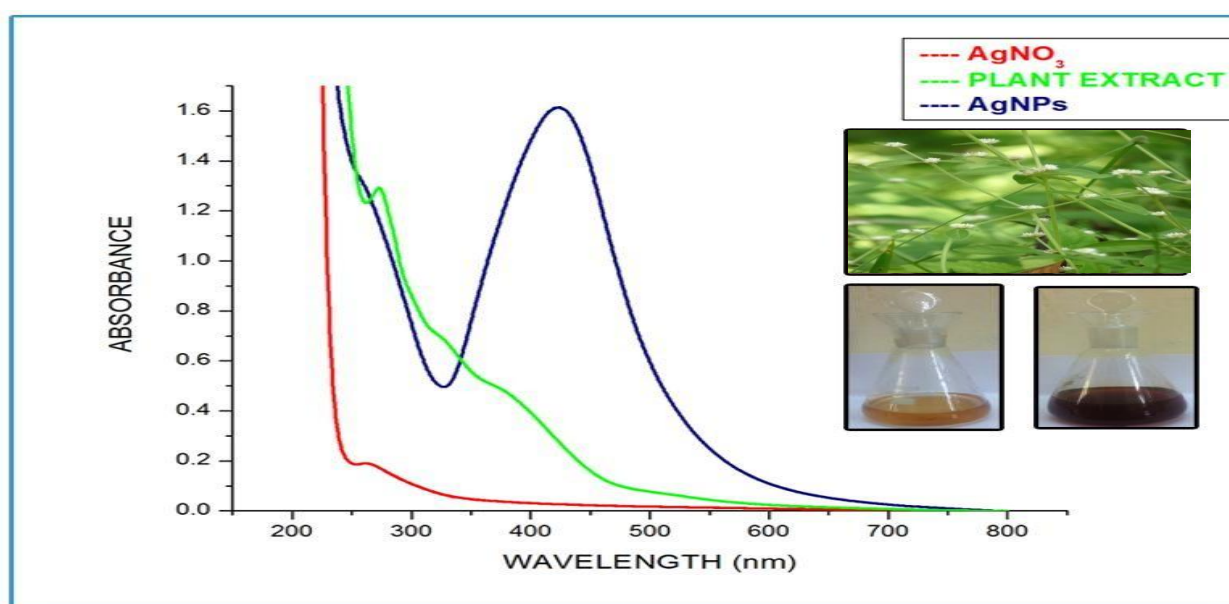 ---- AgNO₃
---- PLANT EXTRACT
---- AgNPs
ABSORBANCE
1.6
1.4
1.2
1.0
0.8
0.6
0.4
0.2
0.0
200 300 400 500 600 700 800
WAVELENGTH (nm)